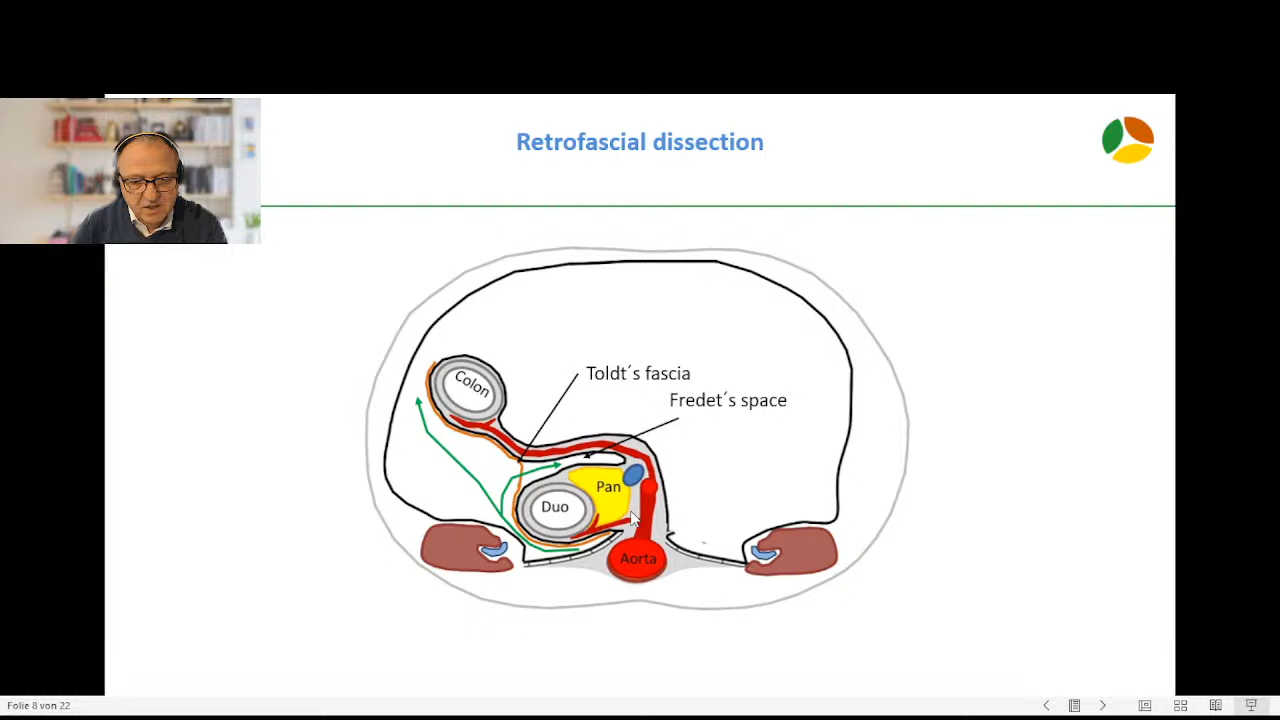 Retrofascial dissection
Colon
Toldt´s fascia
Fredet´s space
Pan
Duo
Aorta
Folie 8 von 22